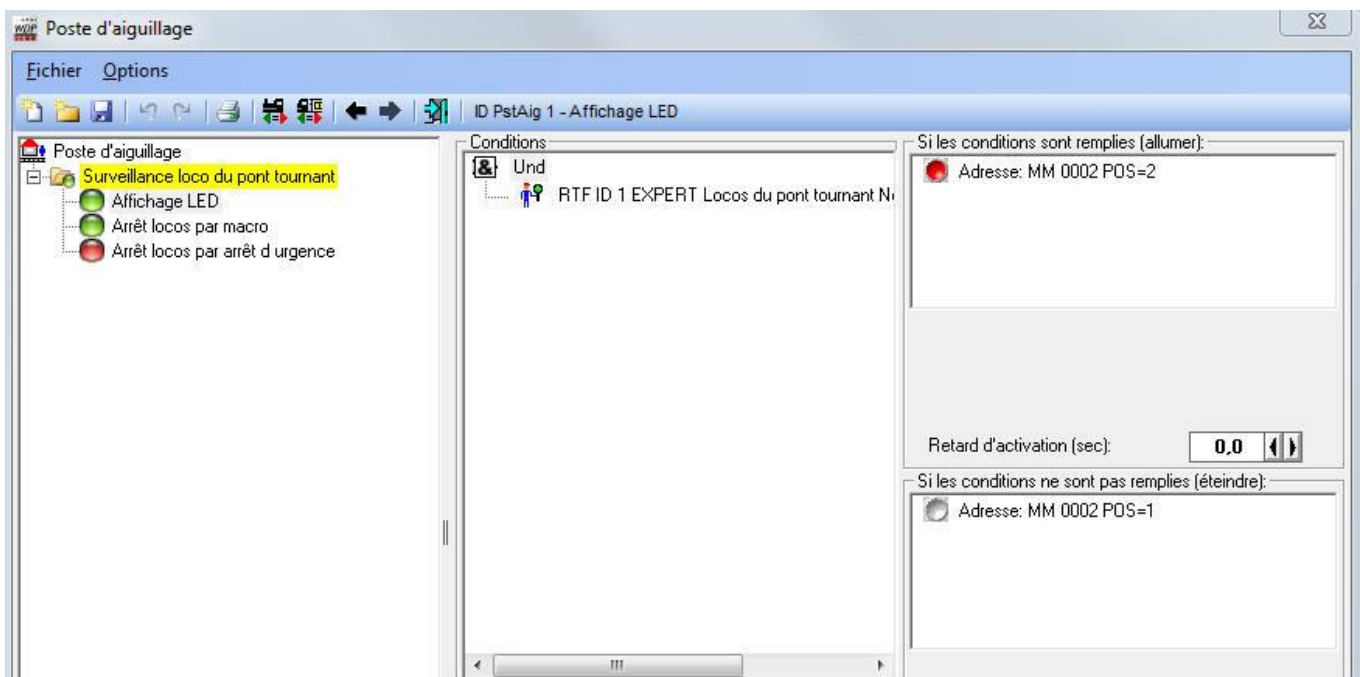 WDP Poste d'aiguillage
Fichier Options
ID PstAig 1 - Affichage LED
Poste d'aiguillage
Surveillance loco du pont tournant
Affichage LED
Arrêt locos par macro
Arrêt locos par arrêt d urgence
Conditions
& Und
RTF ID 1 EXPERT Locos du pont tournant
Si les conditions sont remplies (allumer):
Adresse: MM 0002 POS=2
Retard d'activation (sec): 0,0
Si les conditions ne sont pas remplies (éteindre):
Adresse: MM 0002 POS=1